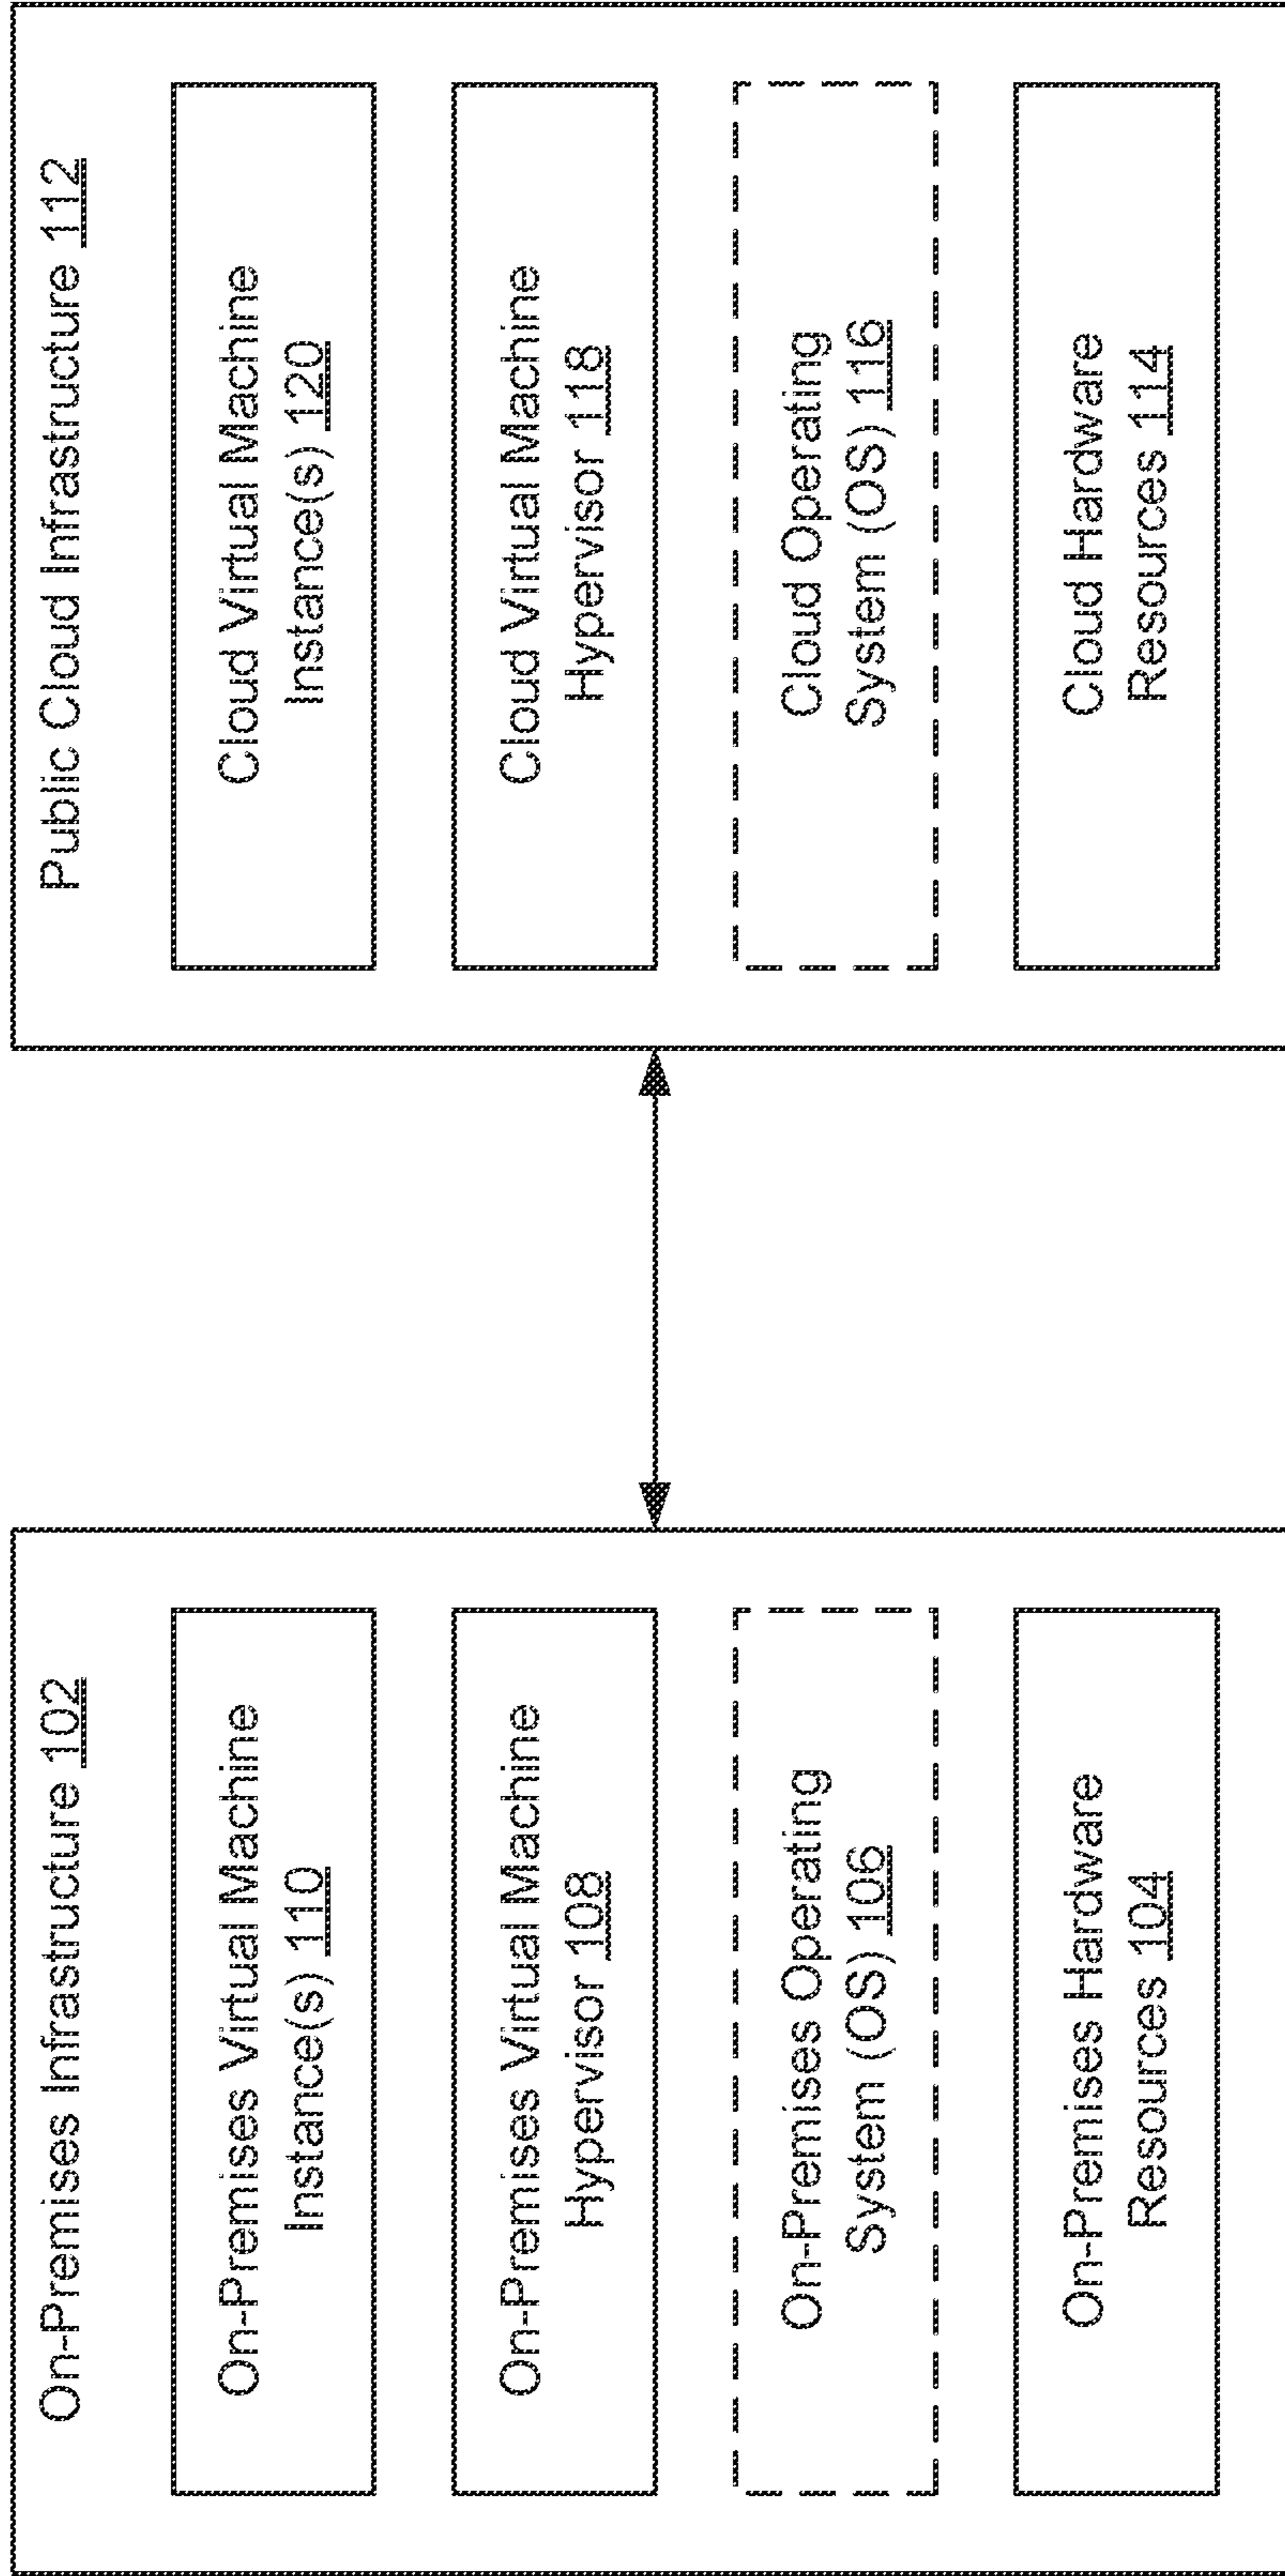 On-Premises Infrastructure 102
On-Premises Virtual Machine
Instance(s) 110
On-Premises Virtual Machine
Hypervisor 108
On-Premises Operating
System (OS) 106
On-Premises Hardware
Resources 104
Public Cloud Infrastructure 112
Cloud Virtual Machine
Instance(s) 120
Cloud Virtual Machine
Hypervisor 118
Cloud Operating
System (OS) 116
Cloud Hardware
Resources 114